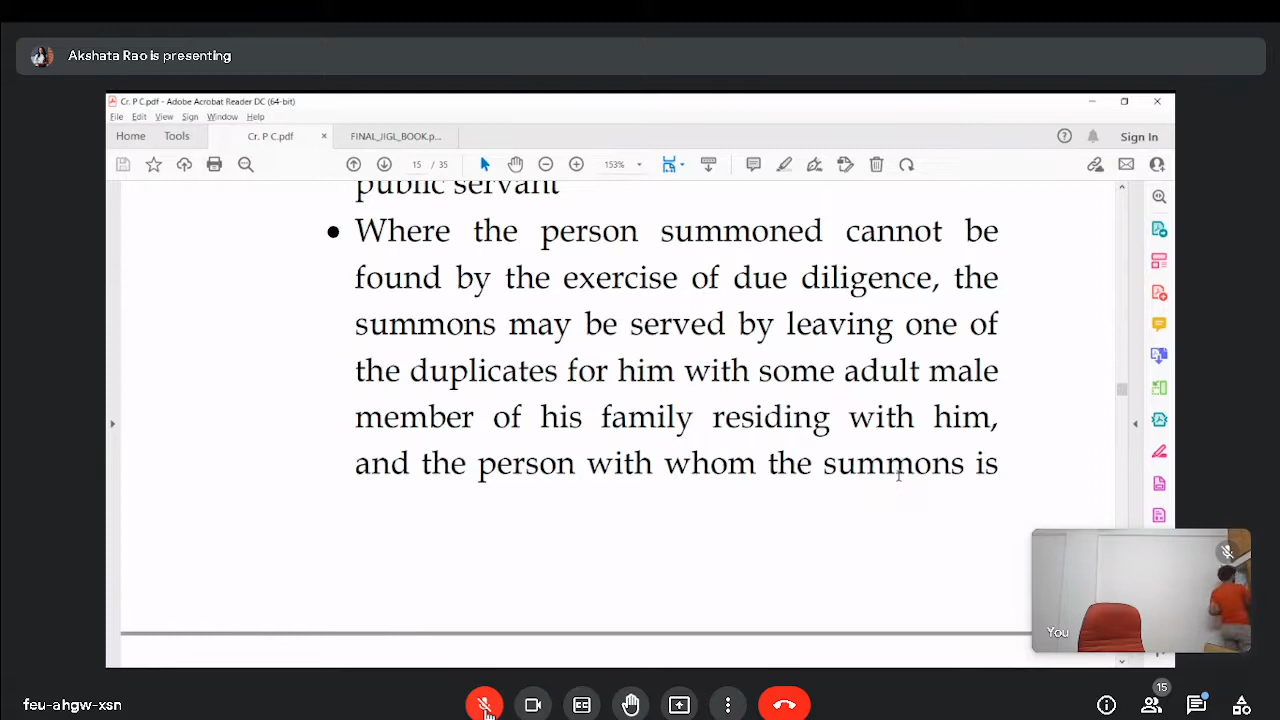 Akshata Rao is presenting
Cr. P C.pdf - Adobe Acrobat Reader DC (64-bit)
File Edit View Sign Window Help
Home Tools Cr. P C.pdf × FINAL_JIGL_BOOK.p... Sign In
15 / 35 153%
public servant
• Where the person summoned cannot be
found by the exercise of due diligence, the
summons may be served by leaving one of
the duplicates for him with some adult male
member of his family residing with him,
and the person with whom the summons is
You
feu-ahgw-xsn
15